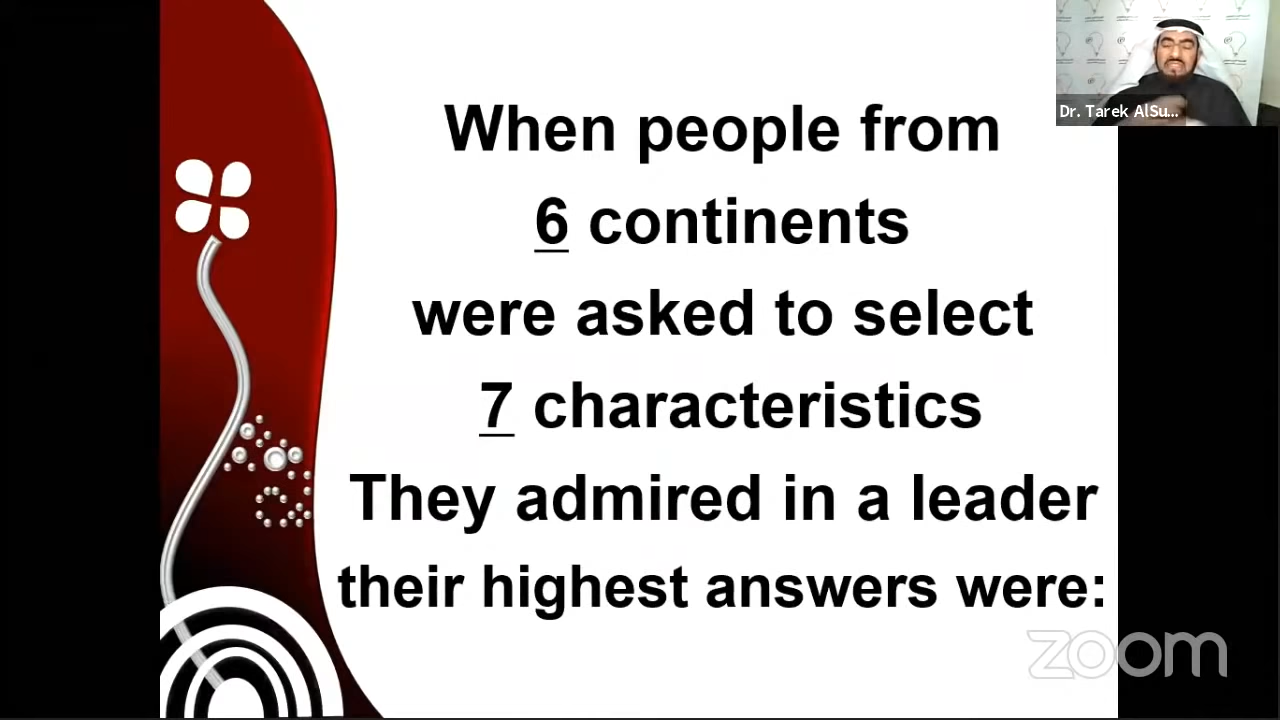 When people from
6 continents
were asked to select
7 characteristics
They admired in a leader
their highest answers were:
Dr. Tarek AlSu...
zoom